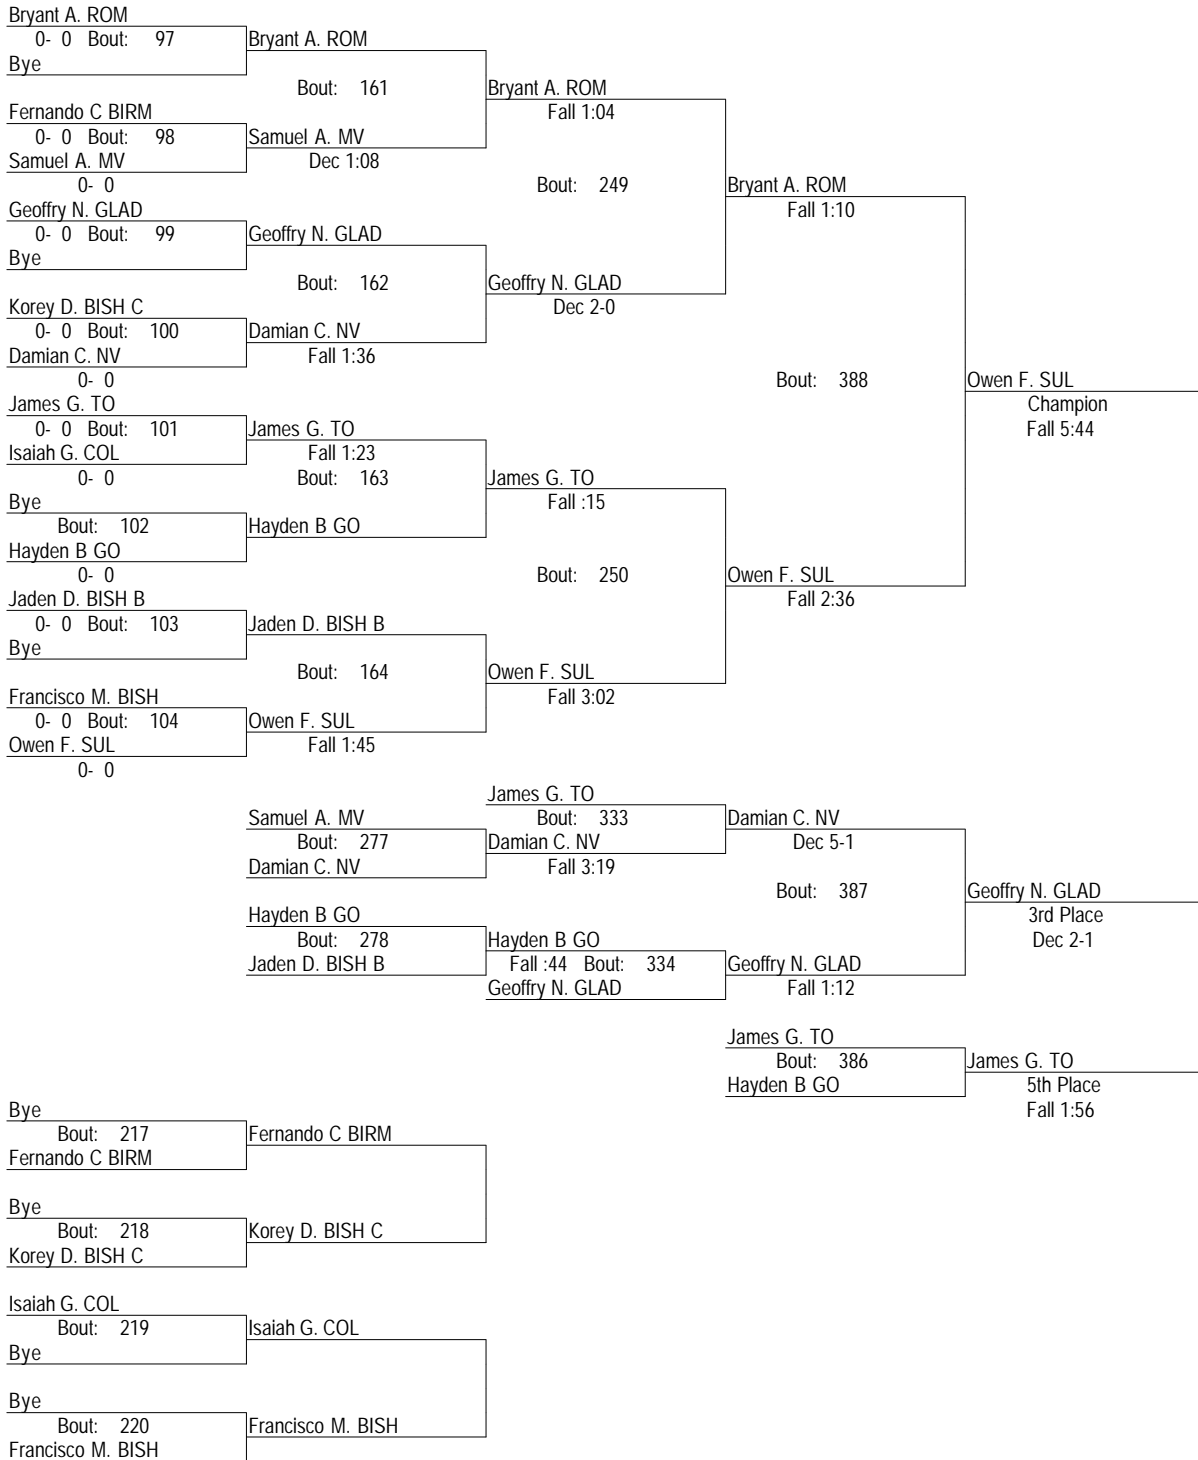 Bryant A. ROM
0- 0 Bout: 97 Bryant A. ROM
Bye
Bout: 161 Bryant A. ROM
Fernando C BIRM Fall 1:04
0- 0 Bout: 98 Samuel A. MV
Samuel A. MV Dec 1:08
0- 0 Bout: 249 Bryant A. ROM
Geoffry N. GLAD Fall 1:10
0- 0 Bout: 99 Geoffry N. GLAD
Bye
Bout: 162 Geoffry N. GLAD
Korey D. BISH C Dec 2-0
0- 0 Bout: 100 Damian C. NV
Damian C. NV Fall 1:36
0- 0 Bout: 388 Owen F. SUL
James G. TO Champion
0- 0 Bout: 101 James G. TO Fall 5:44
Isaiah G. COL Fall 1:23
0- 0 Bout: 163 James G. TO
Bye Fall :15
Bout: 102 Hayden B GO
Hayden B GO
0- 0 Bout: 250 Owen F. SUL
Jaden D. BISH B Fall 2:36
0- 0 Bout: 103 Jaden D. BISH B
Bye
Bout: 164 Owen F. SUL
Francisco M. BISH Fall 3:02
0- 0 Bout: 104 Owen F. SUL
Owen F. SUL Fall 1:45
0- 0
James G. TO
Samuel A. MV Bout: 333 Damian C. NV
Bout: 277 Damian C. NV Dec 5-1
Damian C. NV Fall 3:19
Bout: 387 Geoffry N. GLAD
Hayden B GO 3rd Place
Bout: 278 Hayden B GO Dec 2-1
Jaden D. BISH B Fall :44 Bout: 334 Geoffry N. GLAD
Geoffry N. GLAD Fall 1:12
James G. TO
Bout: 386 James G. TO
Hayden B GO 5th Place
Bye Fall 1:56
Bout: 217 Fernando C BIRM
Fernando C BIRM
Bye
Bout: 218 Korey D. BISH C
Korey D. BISH C
Isaiah G. COL
Bout: 219 Isaiah G. COL
Bye
Bye
Bout: 220 Francisco M. BISH
Francisco M. BISH